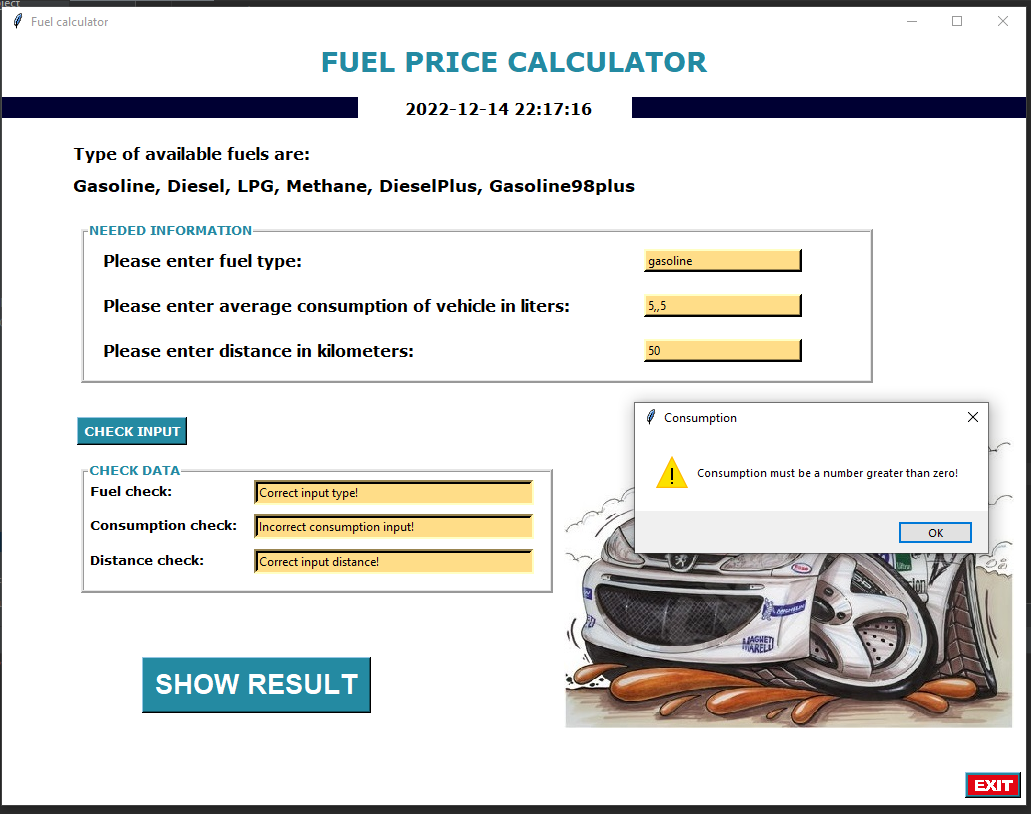 ject
Fuel calculator
FUEL PRICE CALCULATOR
2022-12-14 22:17:16
Type of available fuels are:
Gasoline, Diesel, LPG, Methane, DieselPlus, Gasoline98plus
NEEDED INFORMATION
Please enter fuel type:
gasoline
Please enter average consumption of vehicle in liters:
5,,5
Please enter distance in kilometers:
50
CHECK INPUT
CHECK DATA
Fuel check:
Correct input type!
Consumption check:
Incorrect consumption input!
Distance check:
Correct input distance!
SHOW RESULT
Consumption
Consumption must be a number greater than zero!
OK
MICHELIN
MAGNETI
MARELLI
EXIT